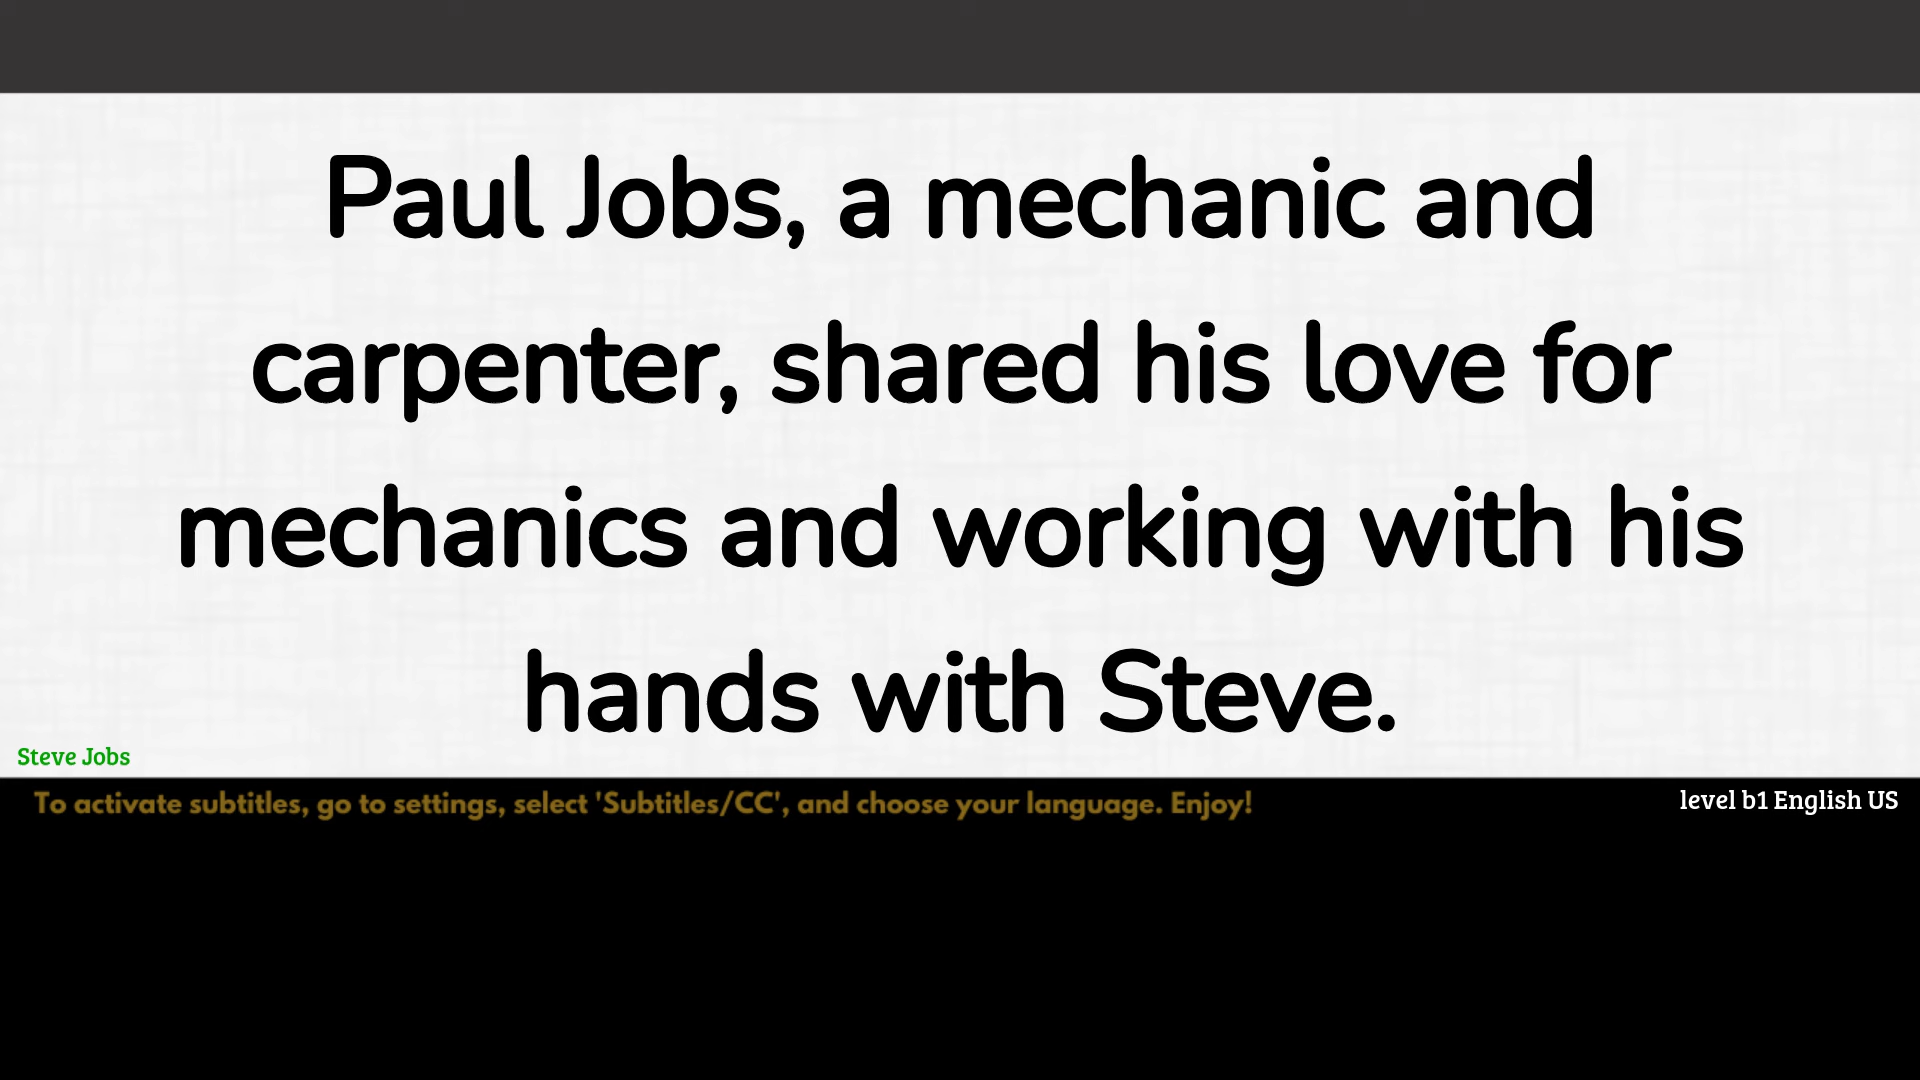 Paul Jobs, a mechanic and
carpenter, shared his love for
mechanics and working with his
hands with Steve.
Steve Jobs
To activate subtitles, go to settings, select 'Subtitles/CC', and choose your language. Enjoy!
level b1 English US